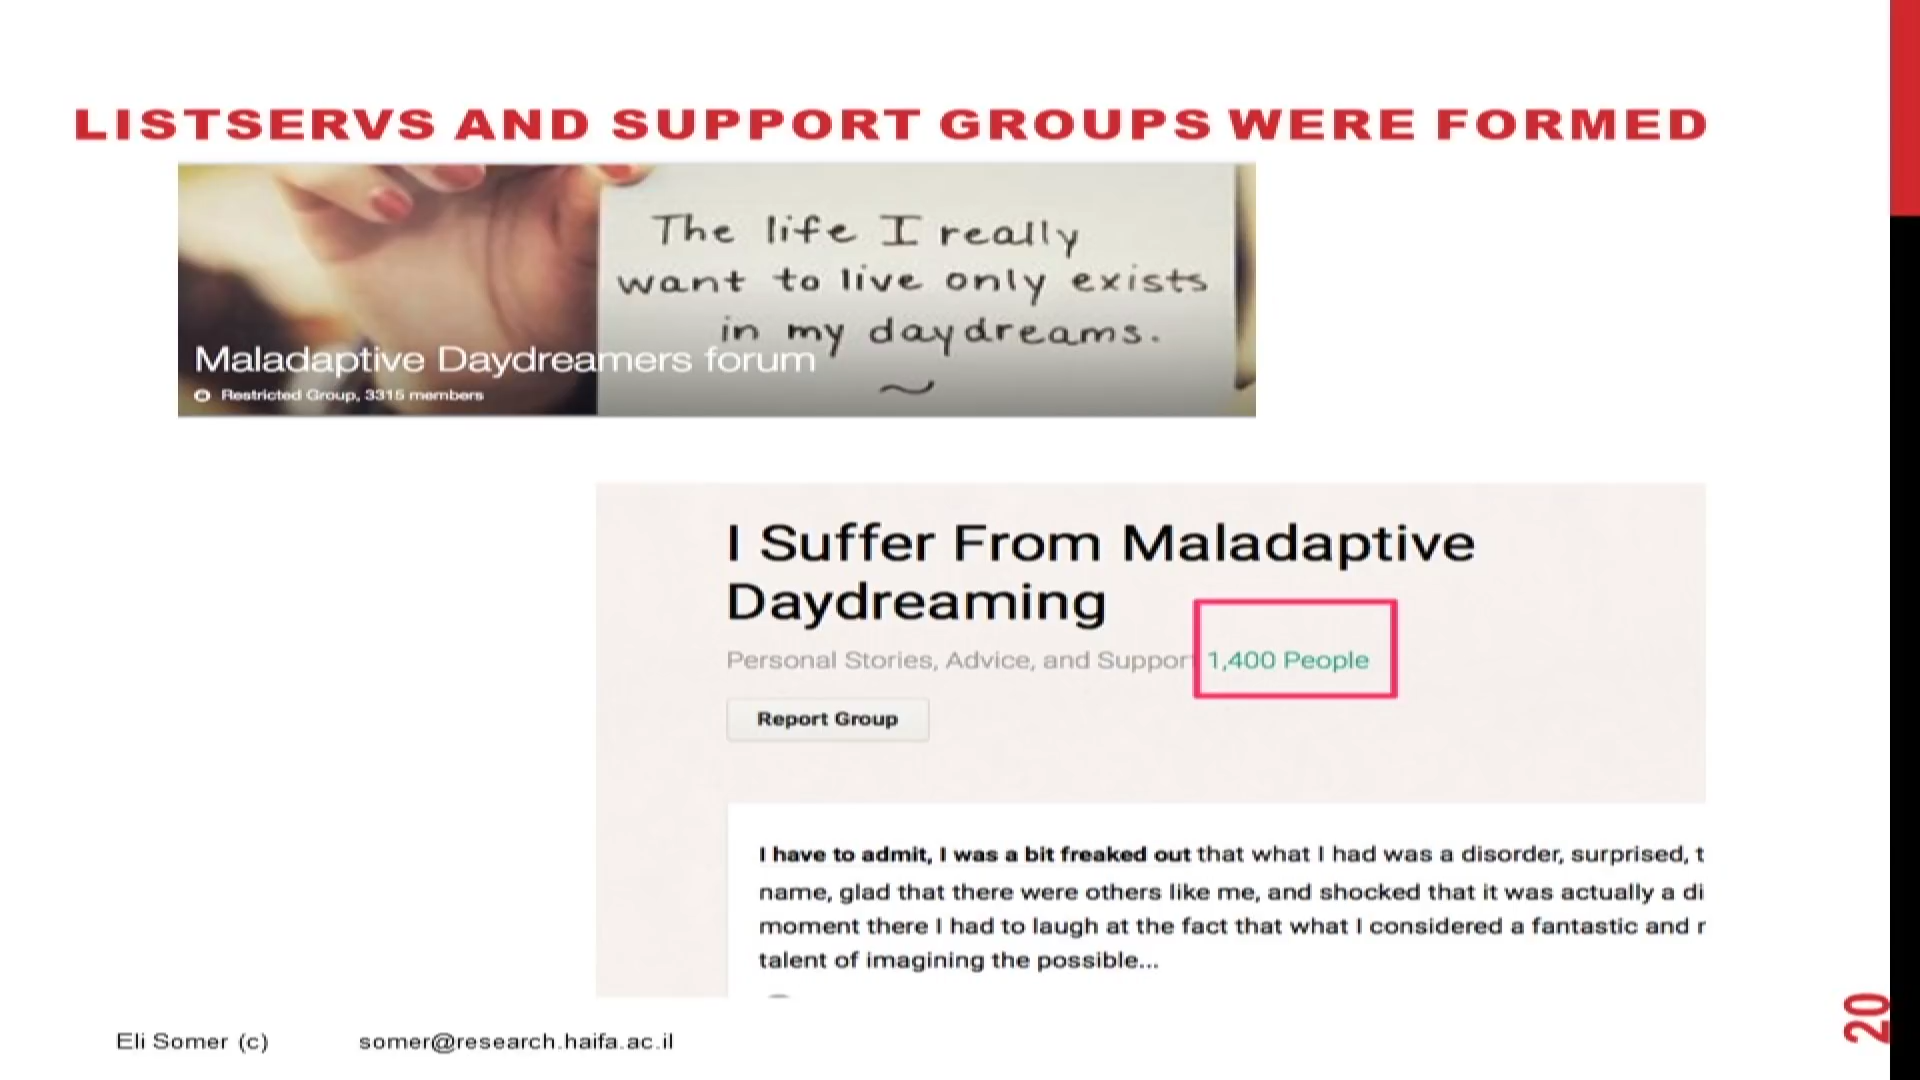 LISTSERVS AND SUPPORT GROUPS WERE FORMED
The life I really
want to live only exists
in my daydreams.
Maladaptive Daydreamers forum
Restricted Group, 3315 members
I Suffer From Maladaptive
Daydreaming
Personal Stories, Advice, and Support 1,400 People
Report Group
I have to admit, I was a bit freaked out that what I had was a disorder, surprised, t
name, glad that there were others like me, and shocked that it was actually a di
moment there I had to laugh at the fact that what I considered a fantastic and r
talent of imagining the possible...
Eli Somer (c) somer@research.haifa.ac.il
20